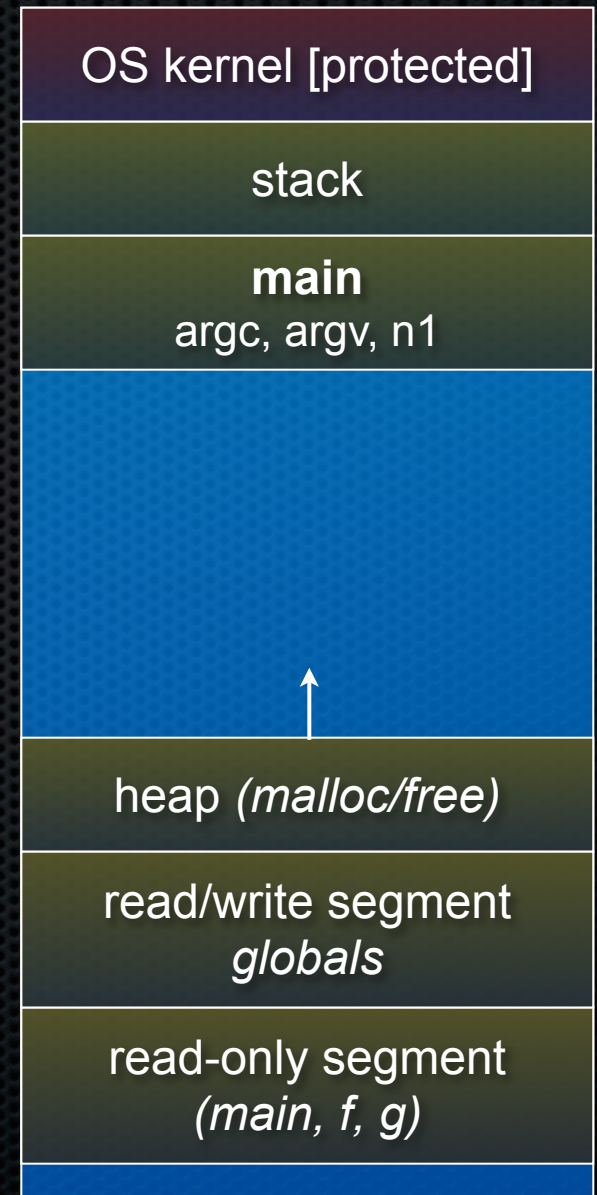 OS kernel [protected]
stack
main
argc, argv, n1
heap (malloc/free)
read/write segment
globals
read-only segment
(main, f, g)